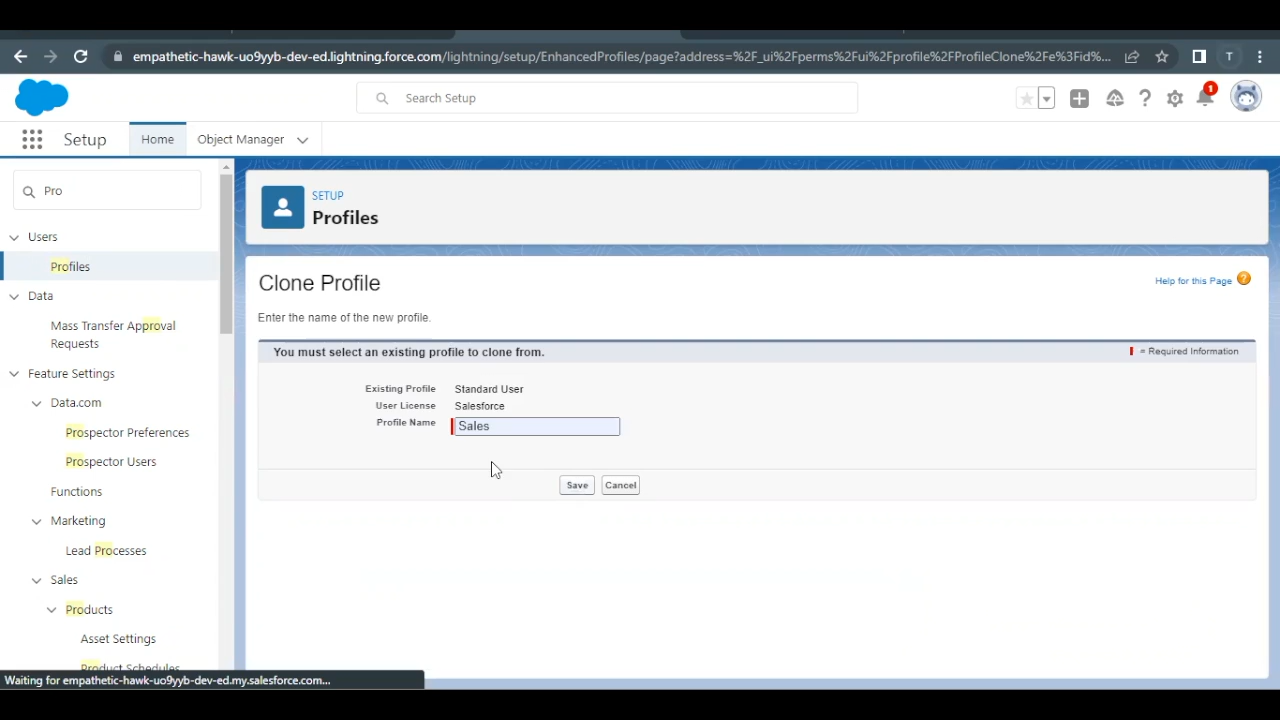 empathetic-hawk-uo9yyb-dev-ed.lightning.force.com/lightning/setup/EnhancedProfiles/page?address=%2F_ui%2Fperms%2Fui%2Fprofile%2FProfileClone%2Fe%3Fid%...
T
Search Setup
1
Setup
Home
Object Manager
Pro
Users
Profiles
Data
Mass Transfer Approval
Requests
Feature Settings
Data.com
Prospector Preferences
Prospector Users
Functions
Marketing
Lead Processes
Sales
Products
Asset Settings
Product Schedules
SETUP
Profiles
Clone Profile
Help for this Page ?
Enter the name of the new profile.
You must select an existing profile to clone from.
= Required Information
Existing Profile Standard User
User License Salesforce
Profile Name Sales
Save Cancel
Waiting for empathetic-hawk-uo9yyb-dev-ed.my.salesforce.com...